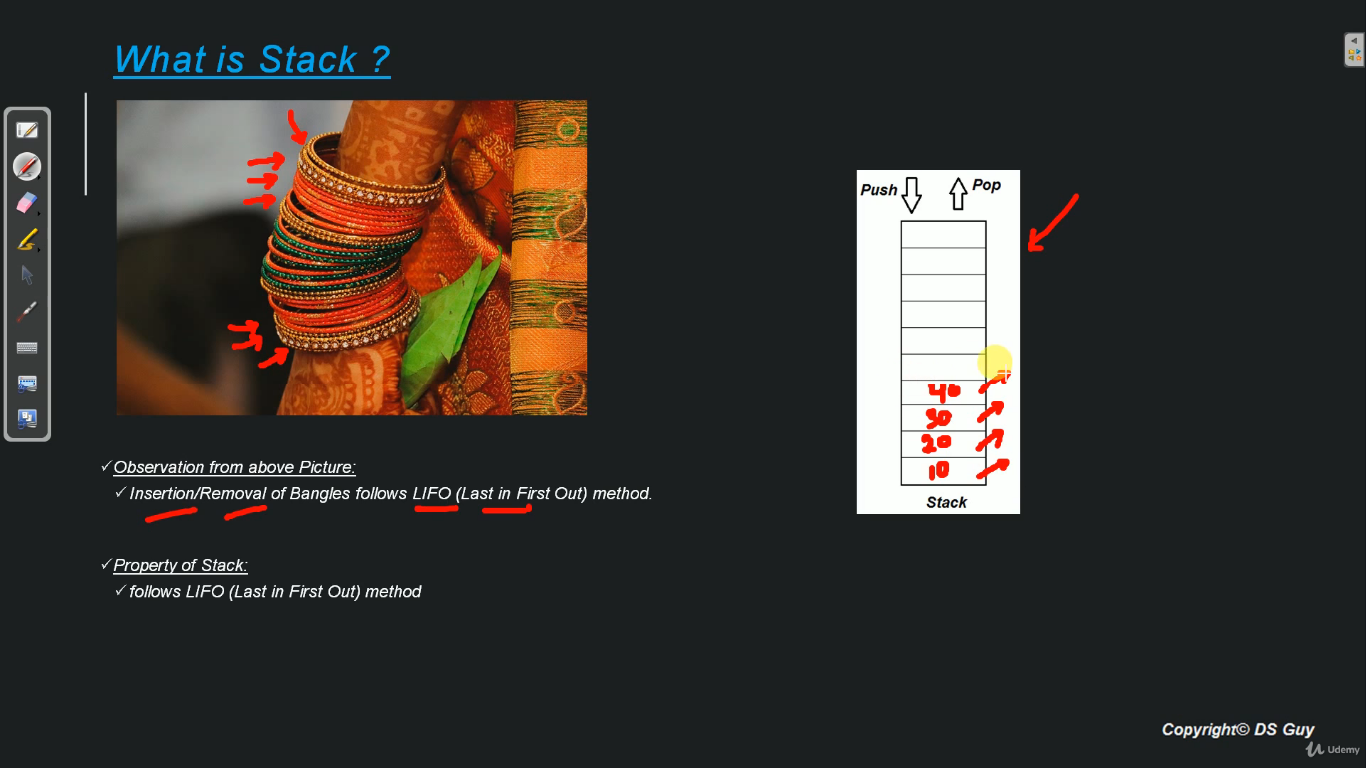 What is Stack ?
Push
Pop
40
30
20
10
Stack
Observation from above Picture:
Insertion/Removal of Bangles follows LIFO (Last in First Out) method.
Property of Stack:
follows LIFO (Last in First Out) method
Copyright© DS Guy
Udemy